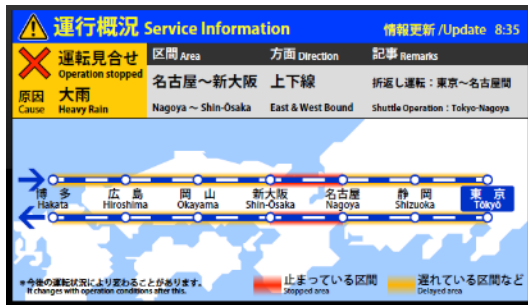 運行概況 Service Information 情報更新 /Update 8:35
運転見合せ 区間 Area 方面 Direction 記事 Remarks
Operation stopped
名古屋～新大阪 上下線 折返し運転：東京～名古屋間
原因 大雨
Cause Heavy Rain Nagoya ~ Shin-Ōsaka East & West Bound Shuttle Operation : Tokyo-Nagoya
博多 広島 岡山 新大阪 名古屋 静岡 東京
Hakata Hiroshima Okayama Shin-Ōsaka Nagoya Shizuoka Tōkyō
*今後の運転状況により変わることがあります。 止まっている区間 遅れている区間など
It changes with operation conditions after this. Stopped area Delayed area